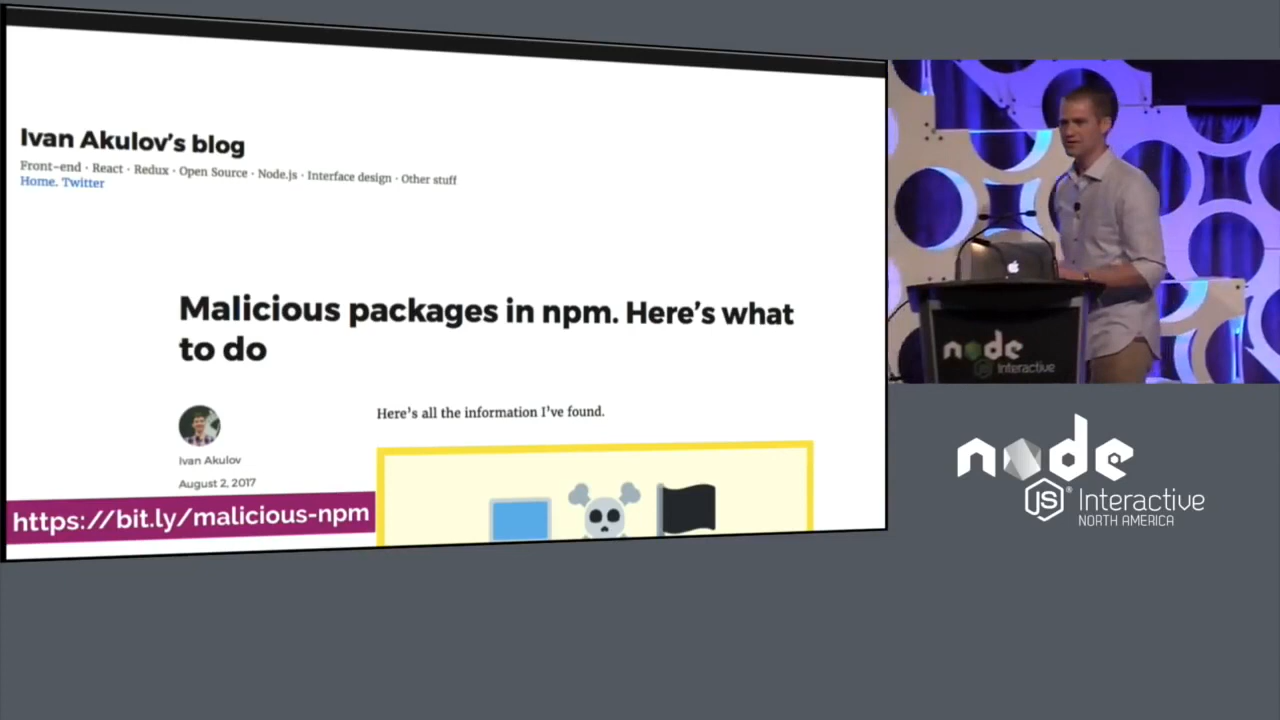 Ivan Akulov's blog
Front-end · React · Redux · Open Source · Node.js · Interface design · Other stuff
Home. Twitter
Malicious packages in npm. Here's what
to do
Here's all the information I've found.
Ivan Akulov
August 2, 2017
https://bit.ly/malicious-npm
node
JS Interactive
node
JS® Interactive
NORTH AMERICA